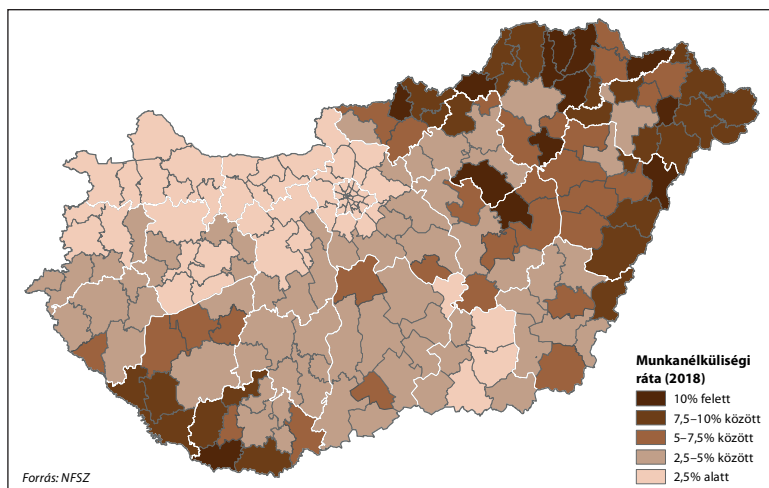 Munkanélküliségi
ráta (2018)
10% felett
7,5–10% között
5–7,5% között
2,5–5% között
2,5% alatt
Forrás: NFSZ